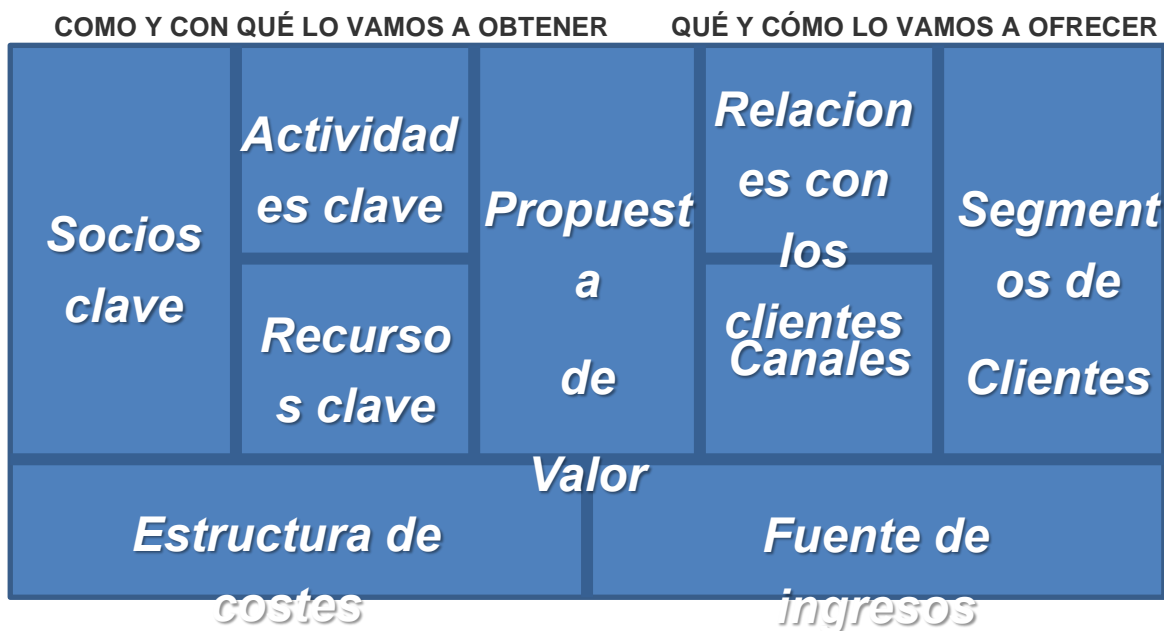 COMO Y CON QUÉ LO VAMOS A OBTENER
QUÉ Y CÓMO LO VAMOS A OFRECER
Socios
clave
Actividad
es clave
Recurso
s clave
Propuest
a
de
Valor
Relacion
es con
los
clientes
Canales
Segment
os de
Clientes
Estructura de
costes
Fuente de
ingresos